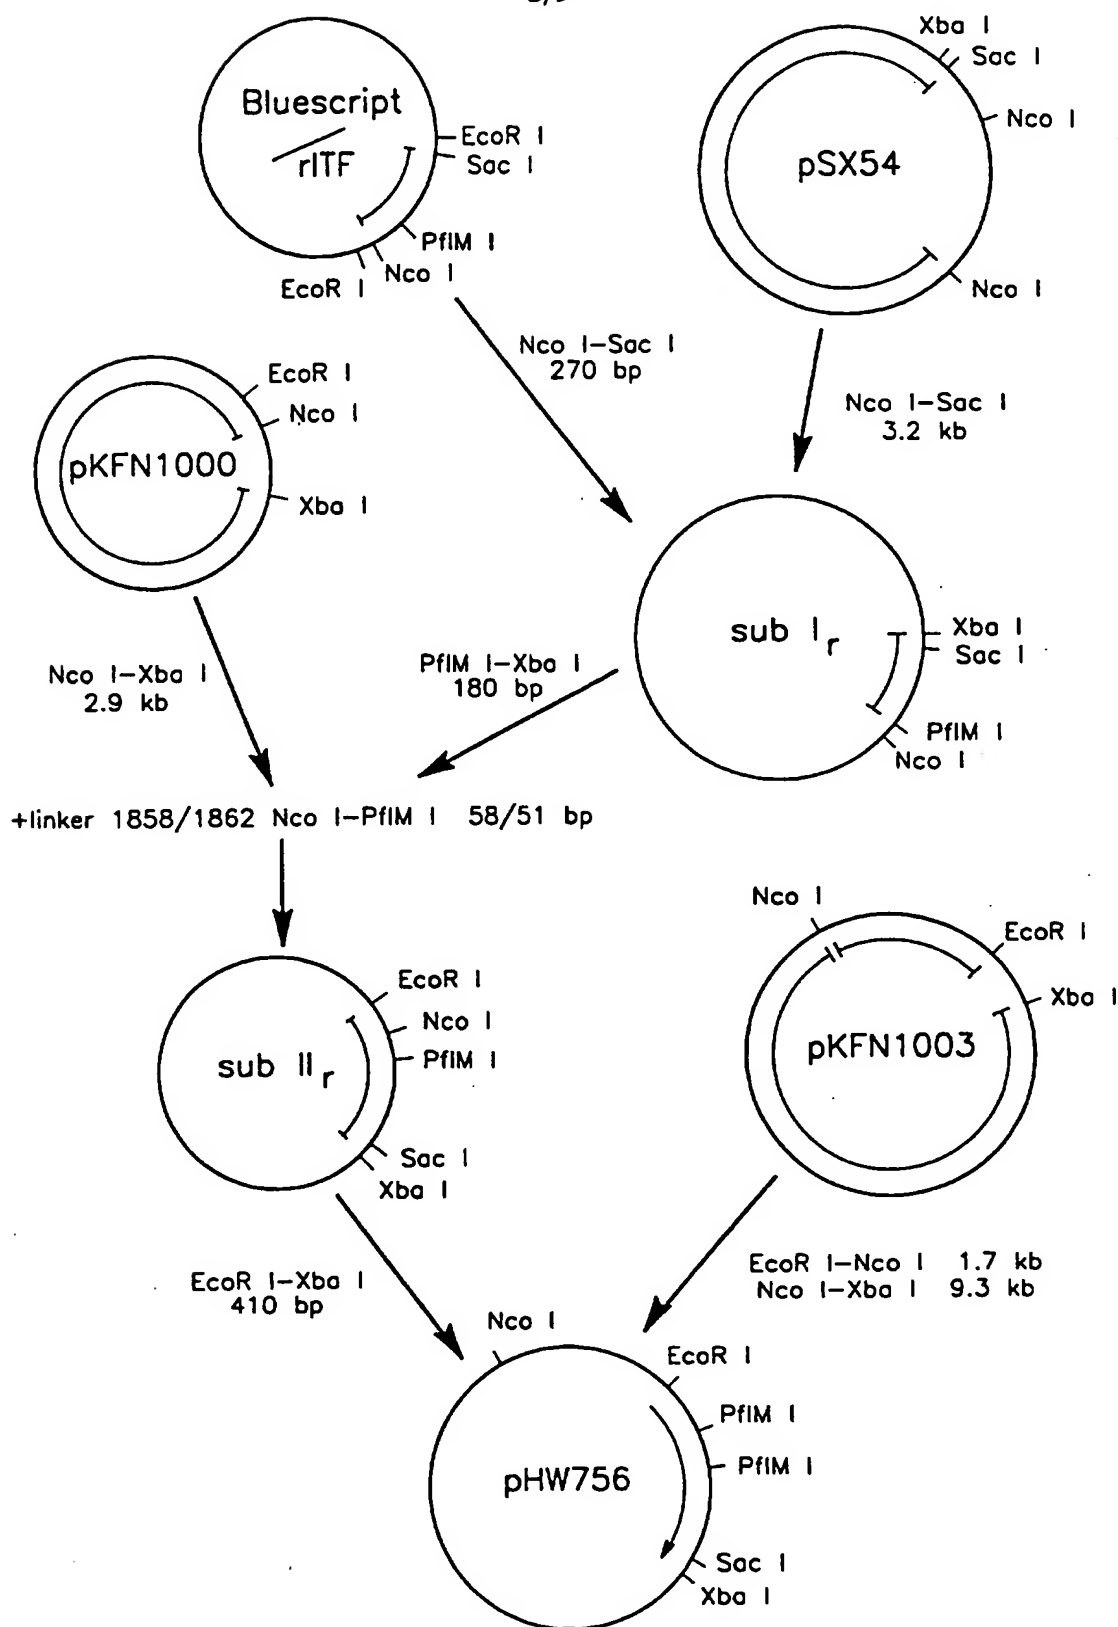 Bluescript
rITF
EcoR I
Sac I
PflM I
Nco I
EcoR I
Xba I
Sac I
Nco I
pSX54
Nco I
Nco I-Sac I
270 bp
Nco I-Sac I
3.2 kb
EcoR I
Nco I
pKFN1000
Xba I
sub Ir
Xba I
Sac I
PflM I
Nco I
Nco I-Xba I
2.9 kb
PflM I-Xba I
180 bp
+linker 1858/1862 Nco I-PflM I 58/51 bp
EcoR I
Nco I
PflM I
sub IIr
Sac I
Xba I
Nco I
EcoR I
Xba I
pKFN1003
EcoR I-Xba I
410 bp
EcoR I-Nco I 1.7 kb
Nco I-Xba I 9.3 kb
Nco I
EcoR I
PflM I
PflM I
pHW756
Sac I
Xba I